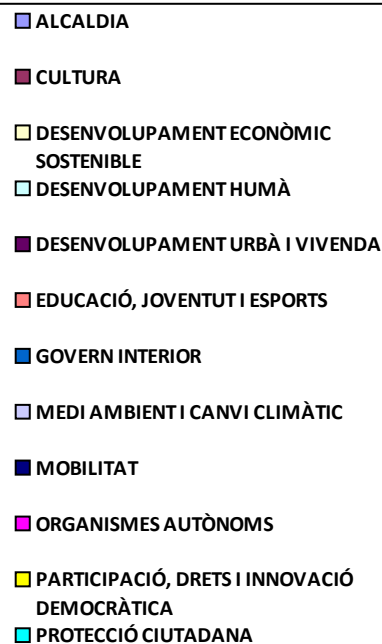 ALCALDIA
CULTURA
DESENVOLUPAMENT ECONÒMIC
SOSTENIBLE
DESENVOLUPAMENT HUMÀ
DESENVOLUPAMENT URBÀ I VIVENDA
EDUCACIÓ, JOVENTUT I ESPORTS
GOVERN INTERIOR
MEDI AMBIENT I CANVI CLIMÀTIC
MOBILITAT
ORGANISMES AUTÒNOMS
PARTICIPACIÓ, DRETS I INNOVACIÓ
DEMOCRÀTICA
PROTECCIÓ CIUTADANA